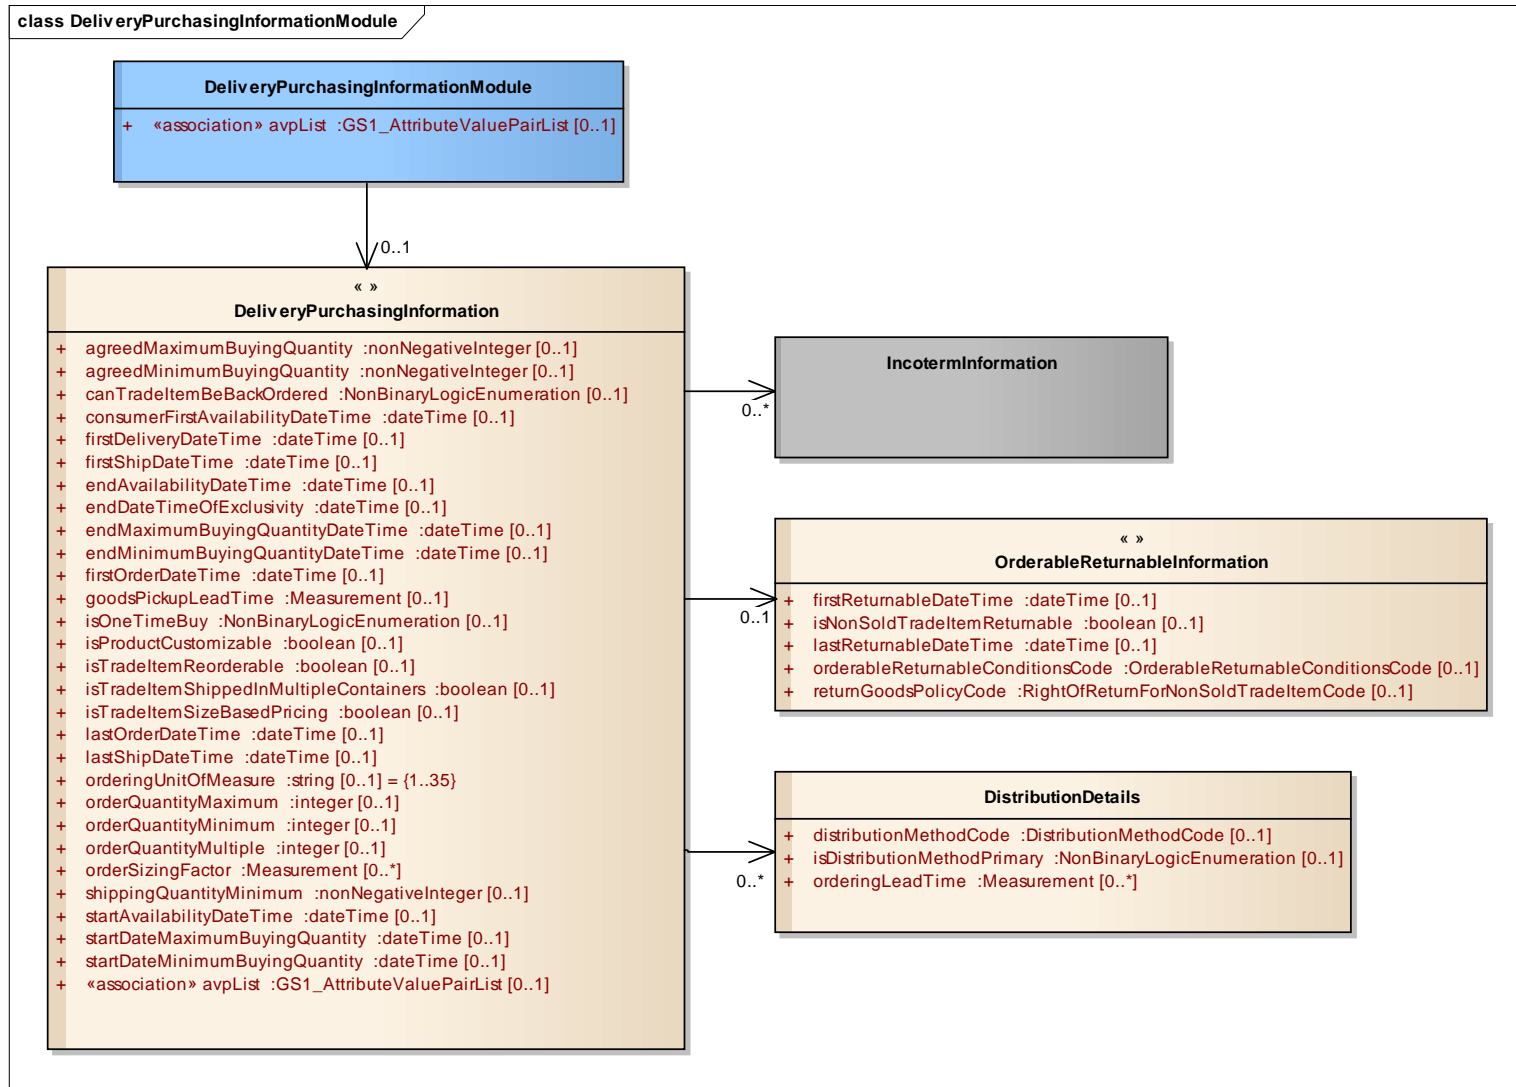 class DeliveryPurchasingInformationModule
DeliveryPurchasingInformationModule
+ «association» avpList :GS1_AttributeValuePairList [0..1]
0..1
« »
DeliveryPurchasingInformation
+ agreedMaximumBuyingQuantity :nonNegativeInteger [0..1]
+ agreedMinimumBuyingQuantity :nonNegativeInteger [0..1]
+ canTradeItemBeBackOrdered :NonBinaryLogicEnumeration [0..1]
+ consumerFirstAvailabilityDateTime :dateTime [0..1]
+ firstDeliveryDateTime :dateTime [0..1]
+ firstShipDateTime :dateTime [0..1]
+ endAvailabilityDateTime :dateTime [0..1]
+ endDateTimeOfExclusivity :dateTime [0..1]
+ endMaximumBuyingQuantityDateTime :dateTime [0..1]
+ endMinimumBuyingQuantityDateTime :dateTime [0..1]
+ firstOrderDateTime :dateTime [0..1]
+ goodsPickupLeadTime :Measurement [0..1]
+ isOneTimeBuy :NonBinaryLogicEnumeration [0..1]
+ isProductCustomizable :boolean [0..1]
+ isTradeItemReorderable :boolean [0..1]
+ isTradeItemShippedInMultipleContainers :boolean [0..1]
+ isTradeItemSizeBasedPricing :boolean [0..1]
+ lastOrderDateTime :dateTime [0..1]
+ lastShipDateTime :dateTime [0..1]
+ orderingUnitOfMeasure :string [0..1] = {1..35}
+ orderQuantityMaximum :integer [0..1]
+ orderQuantityMinimum :integer [0..1]
+ orderQuantityMultiple :integer [0..1]
+ orderSizingFactor :Measurement [0..*]
+ shippingQuantityMinimum :nonNegativeInteger [0..1]
+ startAvailabilityDateTime :dateTime [0..1]
+ startDateMaximumBuyingQuantity :dateTime [0..1]
+ startDateMinimumBuyingQuantity :dateTime [0..1]
+ «association» avpList :GS1_AttributeValuePairList [0..1]
0..*
IncotermInformation
0..1
« »
OrderableReturnableInformation
+ firstReturnableDateTime :dateTime [0..1]
+ isNonSoldTradeItemReturnable :boolean [0..1]
+ lastReturnableDateTime :dateTime [0..1]
+ orderableReturnableConditionsCode :OrderableReturnableConditionsCode [0..1]
+ returnGoodsPolicyCode :RightOfReturnForNonSoldTradeItemCode [0..1]
0..*
DistributionDetails
+ distributionMethodCode :DistributionMethodCode [0..1]
+ isDistributionMethodPrimary :NonBinaryLogicEnumeration [0..1]
+ orderingLeadTime :Measurement [0..*]